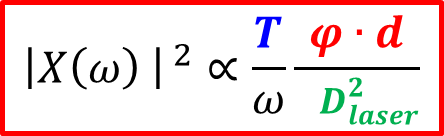 |X(ω)|² ∝ T/ω φ · d/D²laser